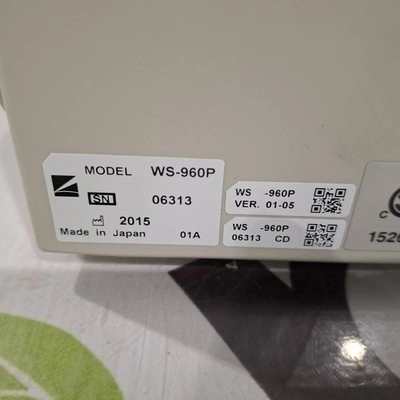 MODEL WS-960P
SN 06313
2015
Made in Japan 01A
WS -960P
VER. 01-05
WS -960P
06313 CD
C